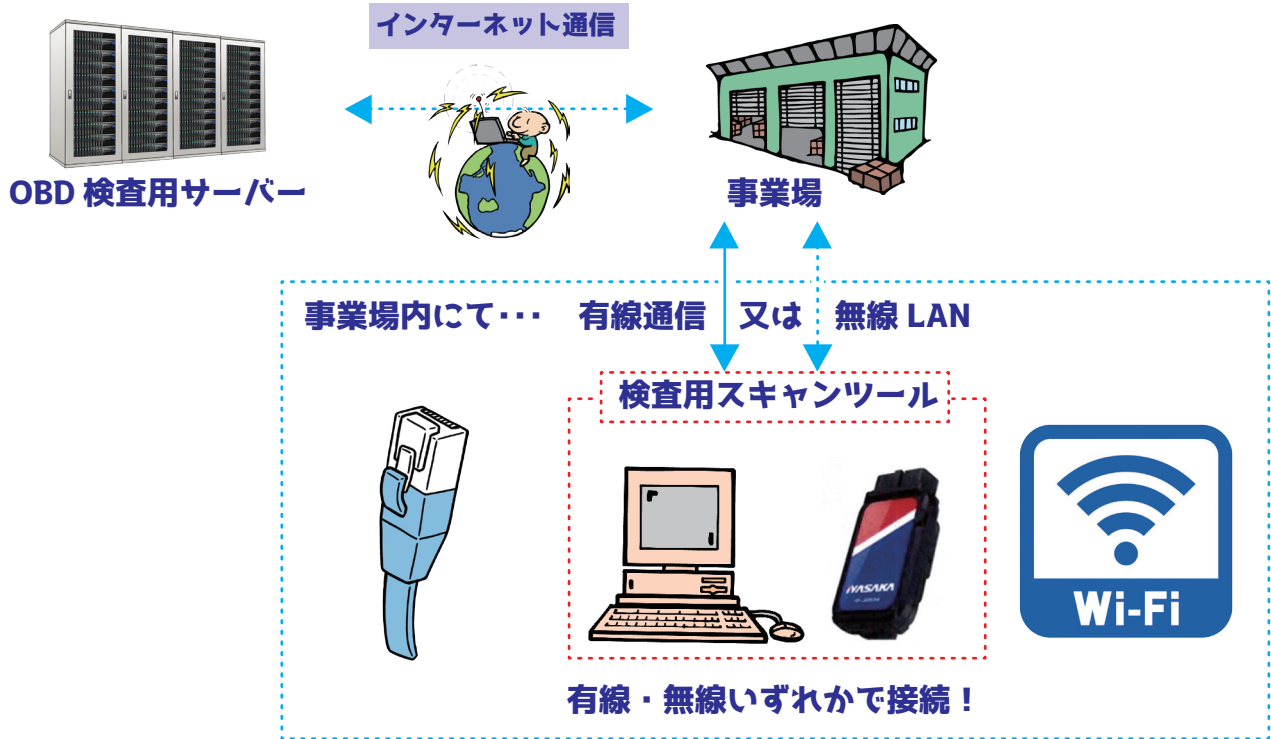 インターネット通信
OBD 検査用サーバー
事業場
事業場内にて･･･ 有線通信 又は 無線 LAN
検査用スキャンツール
iYASAKA
Wi-Fi
有線・無線いずれかで接続！